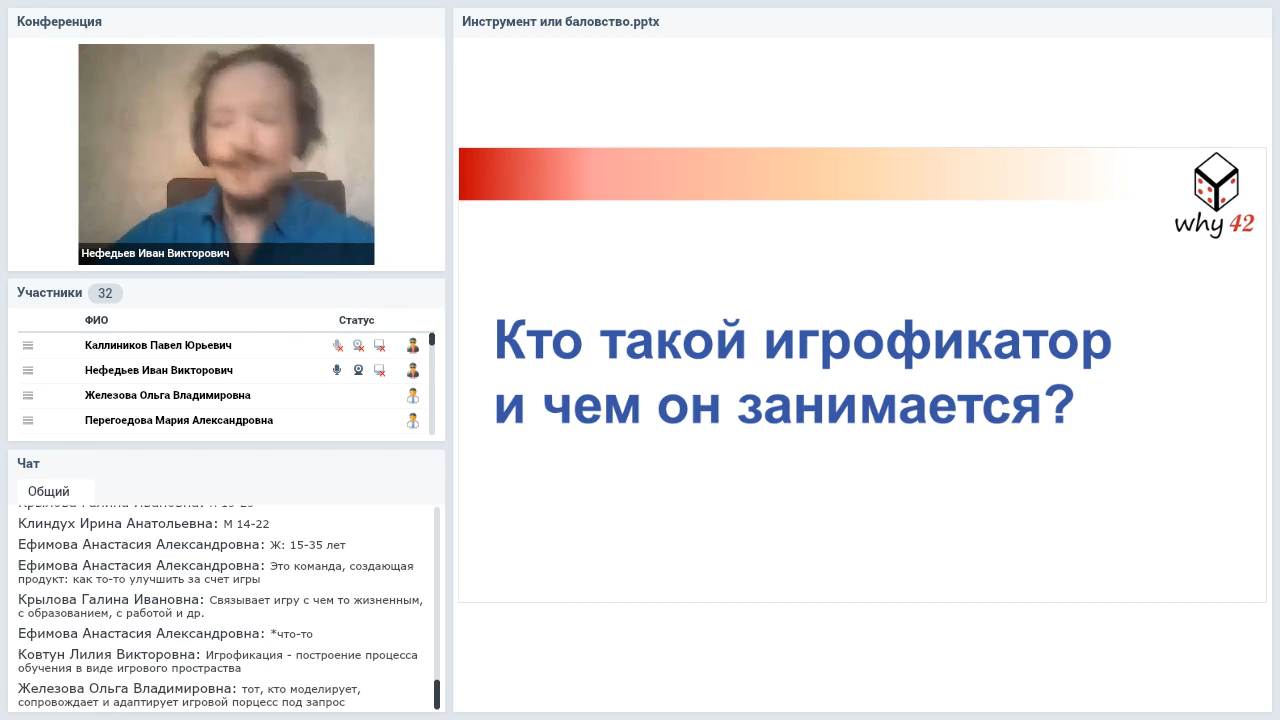 Конференция
Нефедьев Иван Викторович
Участники 32
ФИО Статус
Каллиников Павел Юрьевич
Нефедьев Иван Викторович
Железова Ольга Владимировна
Перегоедова Мария Александровна
Чат
Общий
Крылова Галина Ивановна:
Клиндух Ирина Анатольевна: М 14-22
Ефимова Анастасия Александровна: Ж: 15-35 лет
Ефимова Анастасия Александровна: Это команда, создающая
продукт: как то-то улучшить за счет игры
Крылова Галина Ивановна: Связывает игру с чем то жизненным,
с образованием, с работой и др.
Ефимова Анастасия Александровна: *что-то
Ковтун Лилия Викторовна: Игрофикация - построение процесса
обучения в виде игрового простраства
Железова Ольга Владимировна: тот, кто моделирует,
сопровождает и адаптирует игровой порцесс под запрос
Инструмент или баловство.pptx
why 42
Кто такой игрофикатор
и чем он занимается?